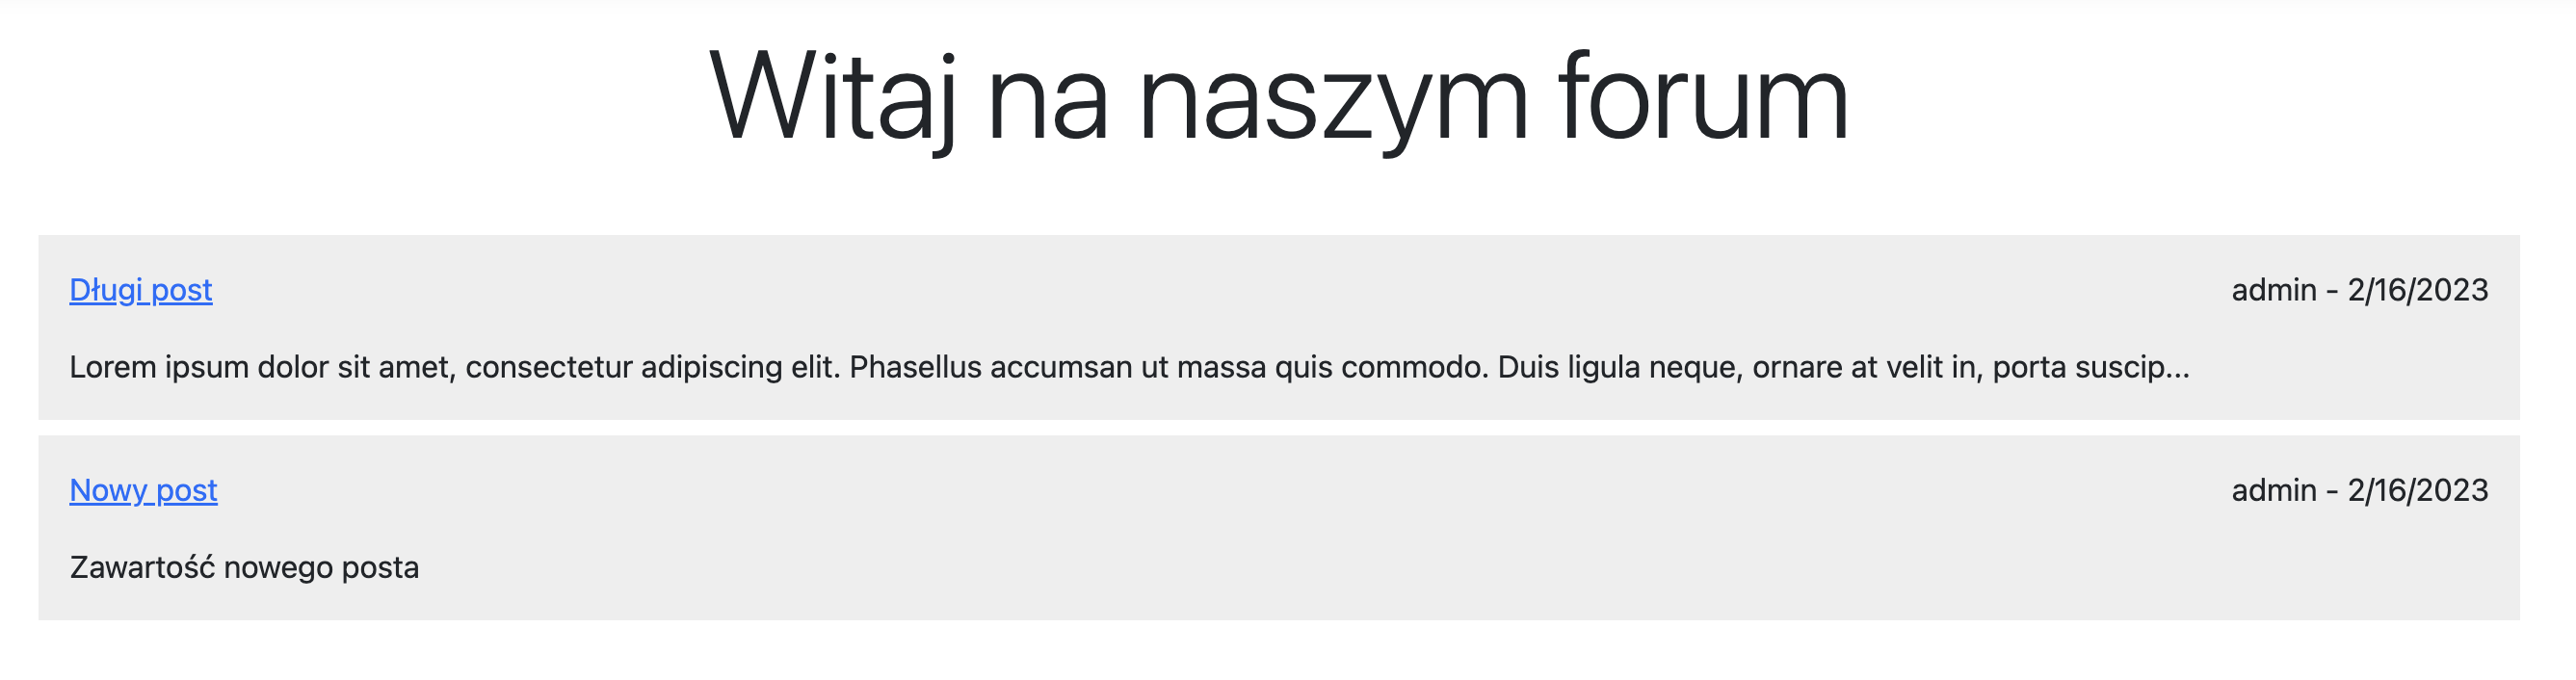 Witaj na naszym forum
Długi post admin - 2/16/2023
Lorem ipsum dolor sit amet, consectetur adipiscing elit. Phasellus accumsan ut massa quis commodo. Duis ligula neque, ornare at velit in, porta suscip...
Nowy post admin - 2/16/2023
Zawartość nowego posta